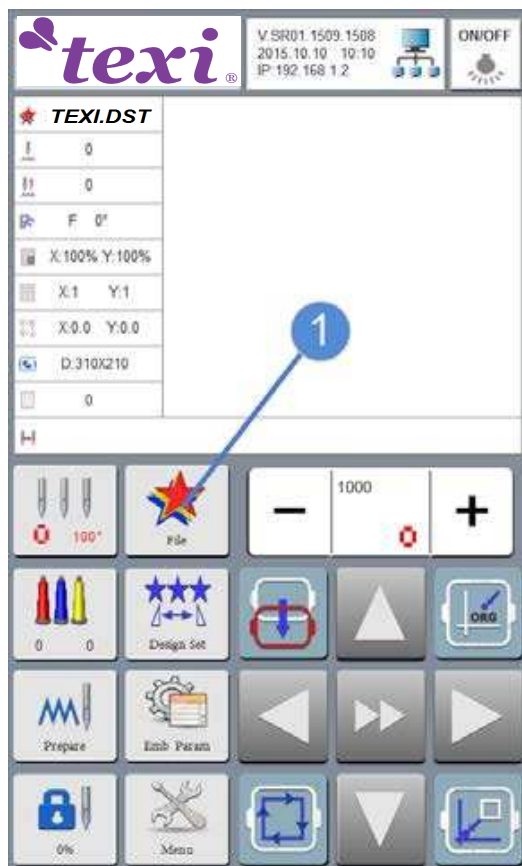 texi®
V.SR01.1509.1508
2015.10.10 10:10
IP:192.168.1.2
ON/OFF
TEXI.DST
0
0
F 0°
X:100% Y:100%
X:1 Y:1
X:0.0 Y:0.0
D:310X210
0
1
0 100°
File
1000
0
0 0
Design Set
ORG
Prepare
Emb Param
0%
Menu